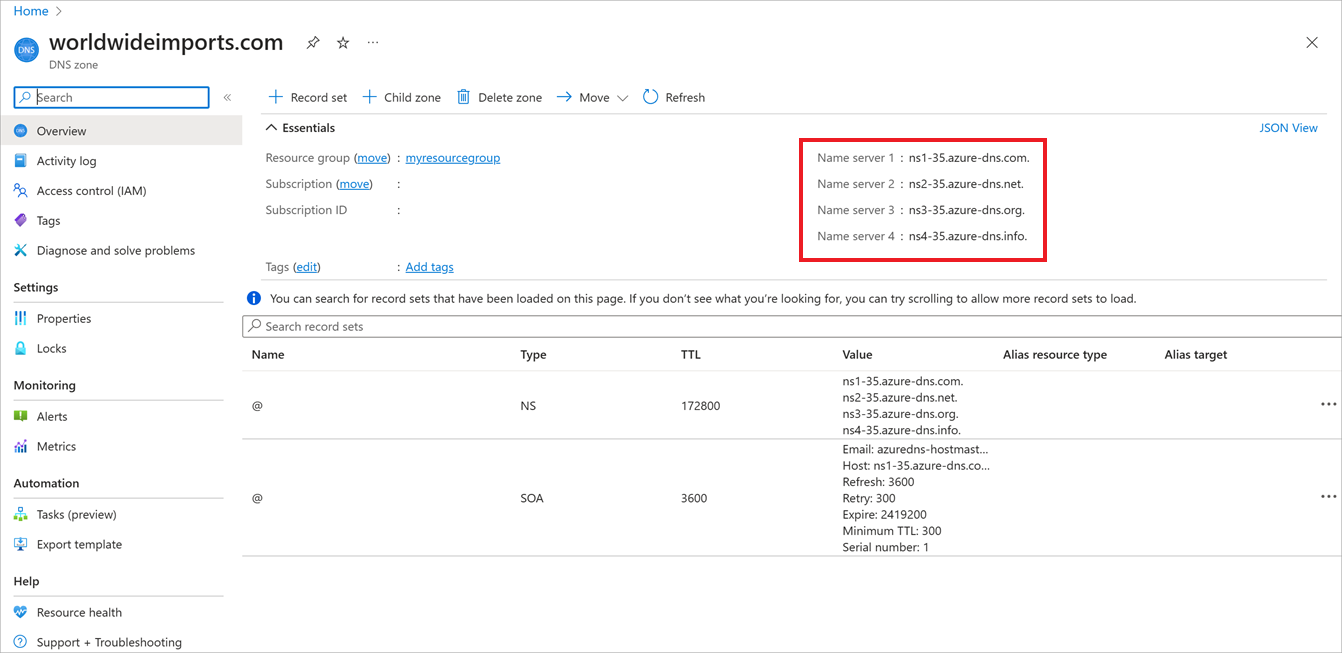 Home
worldwideimports.com
DNS
DNS zone
Search
Overview
Activity log
Access control (IAM)
Tags
Diagnose and solve problems
Settings
Properties
Locks
Monitoring
Alerts
Metrics
Automation
Tasks (preview)
Export template
Help
Resource health
Support + Troubleshooting
Record set Child zone Delete zone Move Refresh
Essentials JSON View
Resource group (move) : myresourcegroup
Subscription (move) :
Subscription ID :
Name server 1 : ns1-35.azure-dns.com.
Name server 2 : ns2-35.azure-dns.net.
Name server 3 : ns3-35.azure-dns.org.
Name server 4 : ns4-35.azure-dns.info.
Tags (edit) : Add tags
You can search for record sets that have been loaded on this page. If you don't see what you're looking for, you can try scrolling to allow more record sets to load.
Search record sets
Name Type TTL Value Alias resource type Alias target
@ NS 172800
ns1-35.azure-dns.com.
ns2-35.azure-dns.net.
ns3-35.azure-dns.org.
ns4-35.azure-dns.info.
@ SOA 3600
Email: azuredns-hostmast...
Host: ns1-35.azure-dns.co...
Refresh: 3600
Retry: 300
Expire: 2419200
Minimum TTL: 300
Serial number: 1